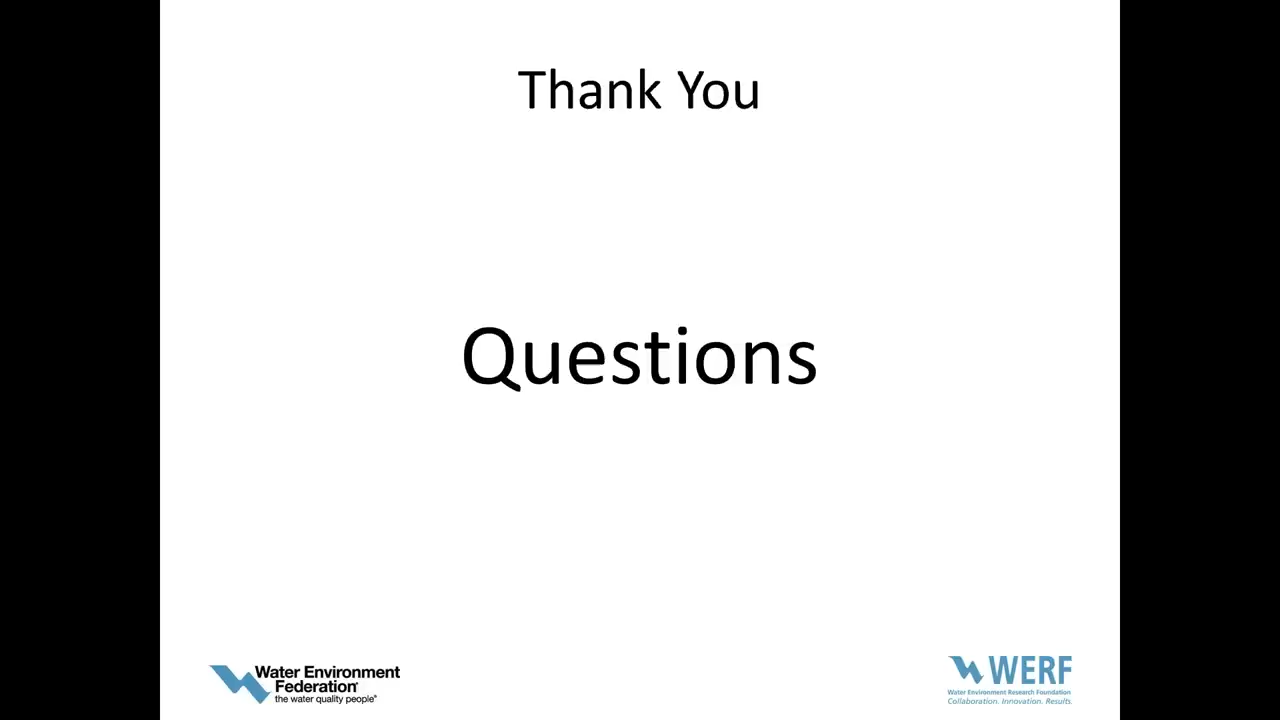 Thank You
Questions
Water Environment
Federation®
the water quality people®
WERF
Water Environment Research Foundation
Collaboration. Innovation. Results.